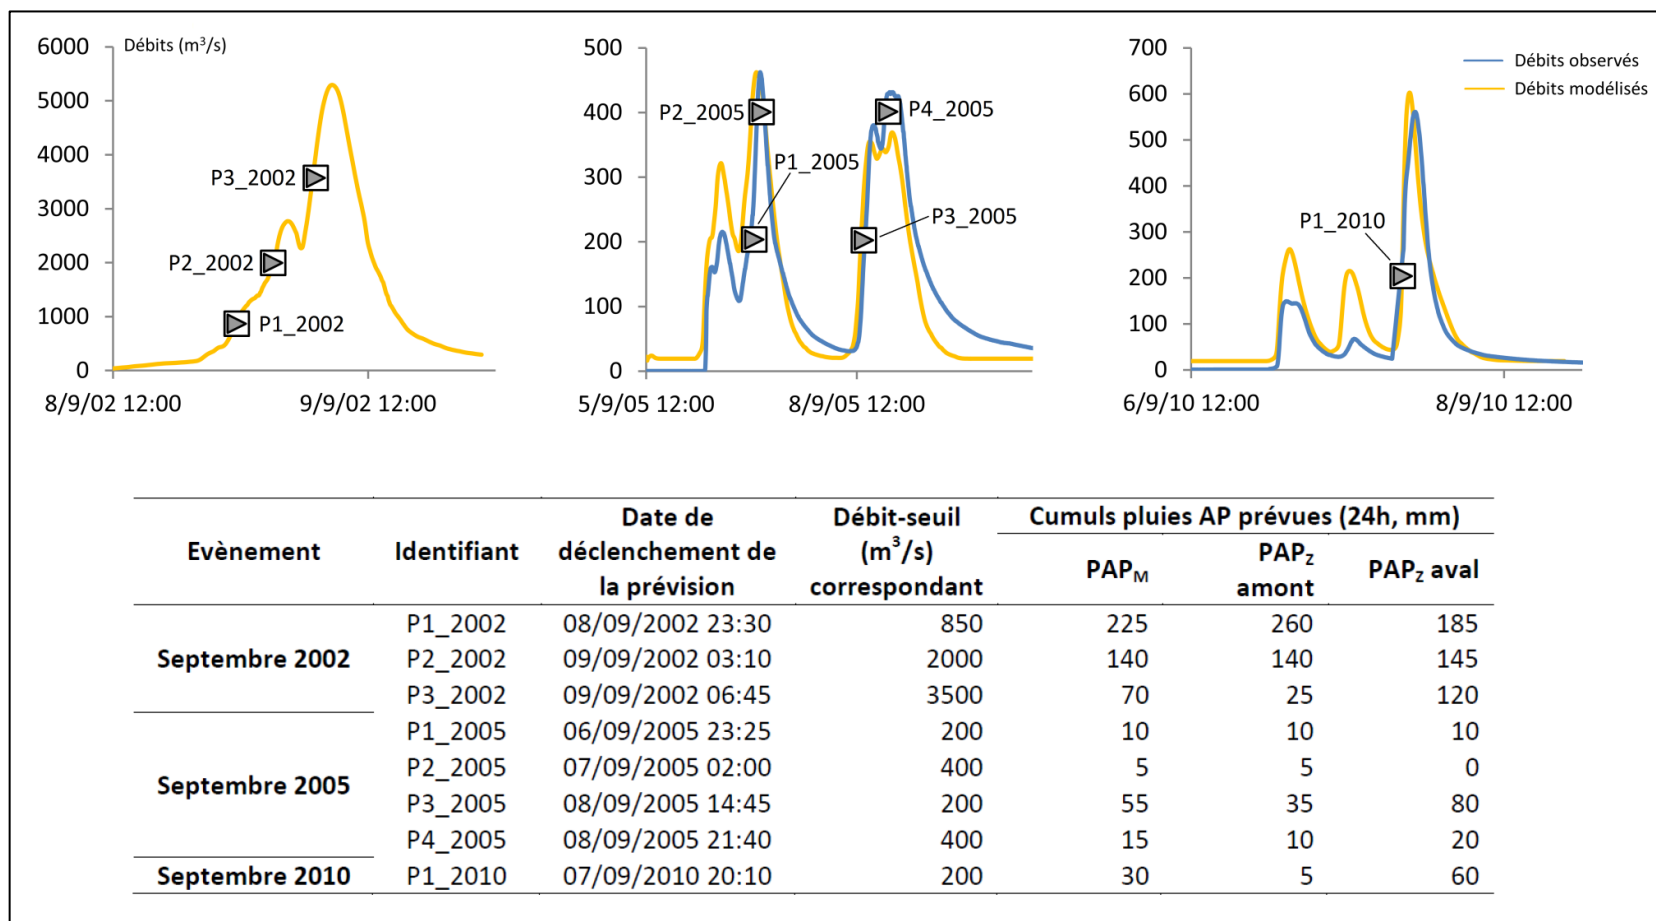 Débits (m³/s)
6000
5000
4000
3000
2000
1000
0
P3_2002
P2_2002
P1_2002
8/9/02 12:00
9/9/02 12:00
500
400
300
200
100
0
P2_2005
P4_2005
P1_2005
P3_2005
5/9/05 12:00
8/9/05 12:00
700
600
500
400
300
200
100
0
Débits observés
Débits modélisés
P1_2010
6/9/10 12:00
8/9/10 12:00
Evènement Identifiant Date de déclenchement de la prévision Débit-seuil (m³/s) correspondant Cumuls pluies AP prévues (24h, mm)
PAP_M PAP_Z amont PAP_Z aval
Septembre 2002
P1_2002 08/09/2002 23:30 850 225 260 185
P2_2002 09/09/2002 03:10 2000 140 140 145
P3_2002 09/09/2002 06:45 3500 70 25 120
Septembre 2005
P1_2005 06/09/2005 23:25 200 10 10 10
P2_2005 07/09/2005 02:00 400 5 5 0
P3_2005 08/09/2005 14:45 200 55 35 80
P4_2005 08/09/2005 21:40 400 15 10 20
Septembre 2010 P1_2010 07/09/2010 20:10 200 30 5 60